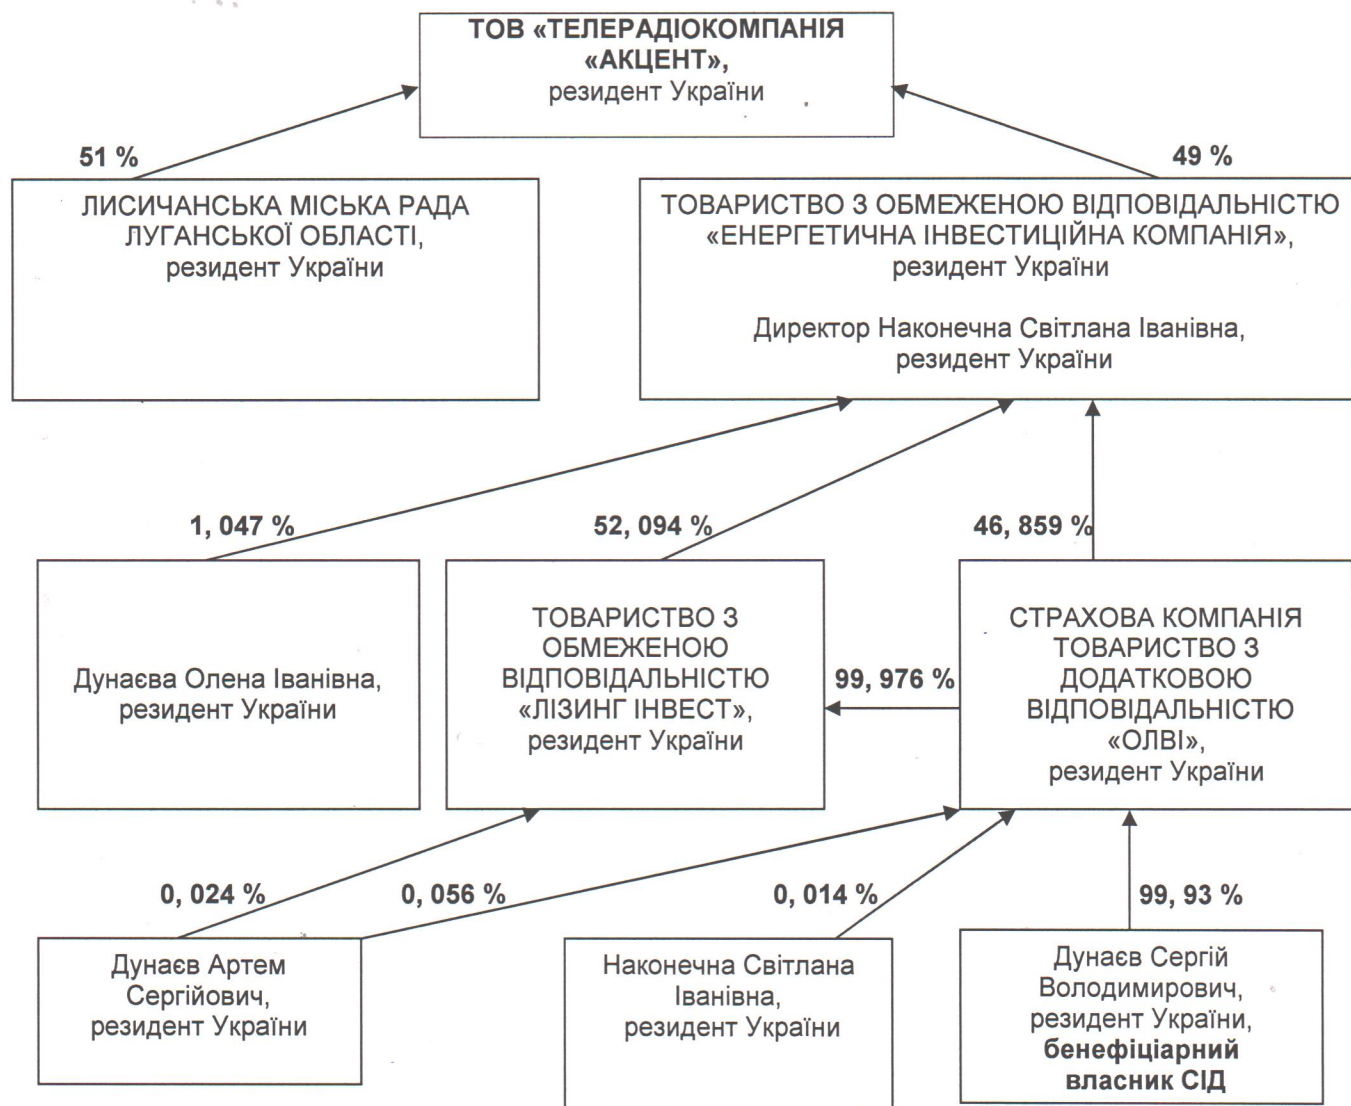 ТОВ «ТЕЛЕРАДІОКОМПАНІЯ
«АКЦЕНТ»,
резидент України
51 %
49 %
ЛИСИЧАНСЬКА МІСЬКА РАДА
ЛУГАНСЬКОЇ ОБЛАСТІ,
резидент України
ТОВАРИСТВО З ОБМЕЖЕНОЮ ВІДПОВІДАЛЬНІСТЮ
«ЕНЕРГЕТИЧНА ІНВЕСТИЦІЙНА КОМПАНІЯ»,
резидент України
Директор Наконечна Світлана Іванівна,
резидент України
1, 047 %
52, 094 %
46, 859 %
Дунаєва Олена Іванівна,
резидент України
ТОВАРИСТВО З
ОБМЕЖЕНОЮ
ВІДПОВІДАЛЬНІСТЮ
«ЛІЗИНГ ІНВЕСТ»,
резидент України
99, 976 %
СТРАХОВА КОМПАНІЯ
ТОВАРИСТВО З
ДОДАТКОВОЮ
ВІДПОВІДАЛЬНІСТЮ
«ОЛВІ»,
резидент України
0, 024 %
0, 056 %
0, 014 %
99, 93 %
Дунаєв Артем
Сергійович,
резидент України
Наконечна Світлана
Іванівна,
резидент України
Дунаєв Сергій
Володимирович,
резидент України,
бенефіціарний
власник СІД